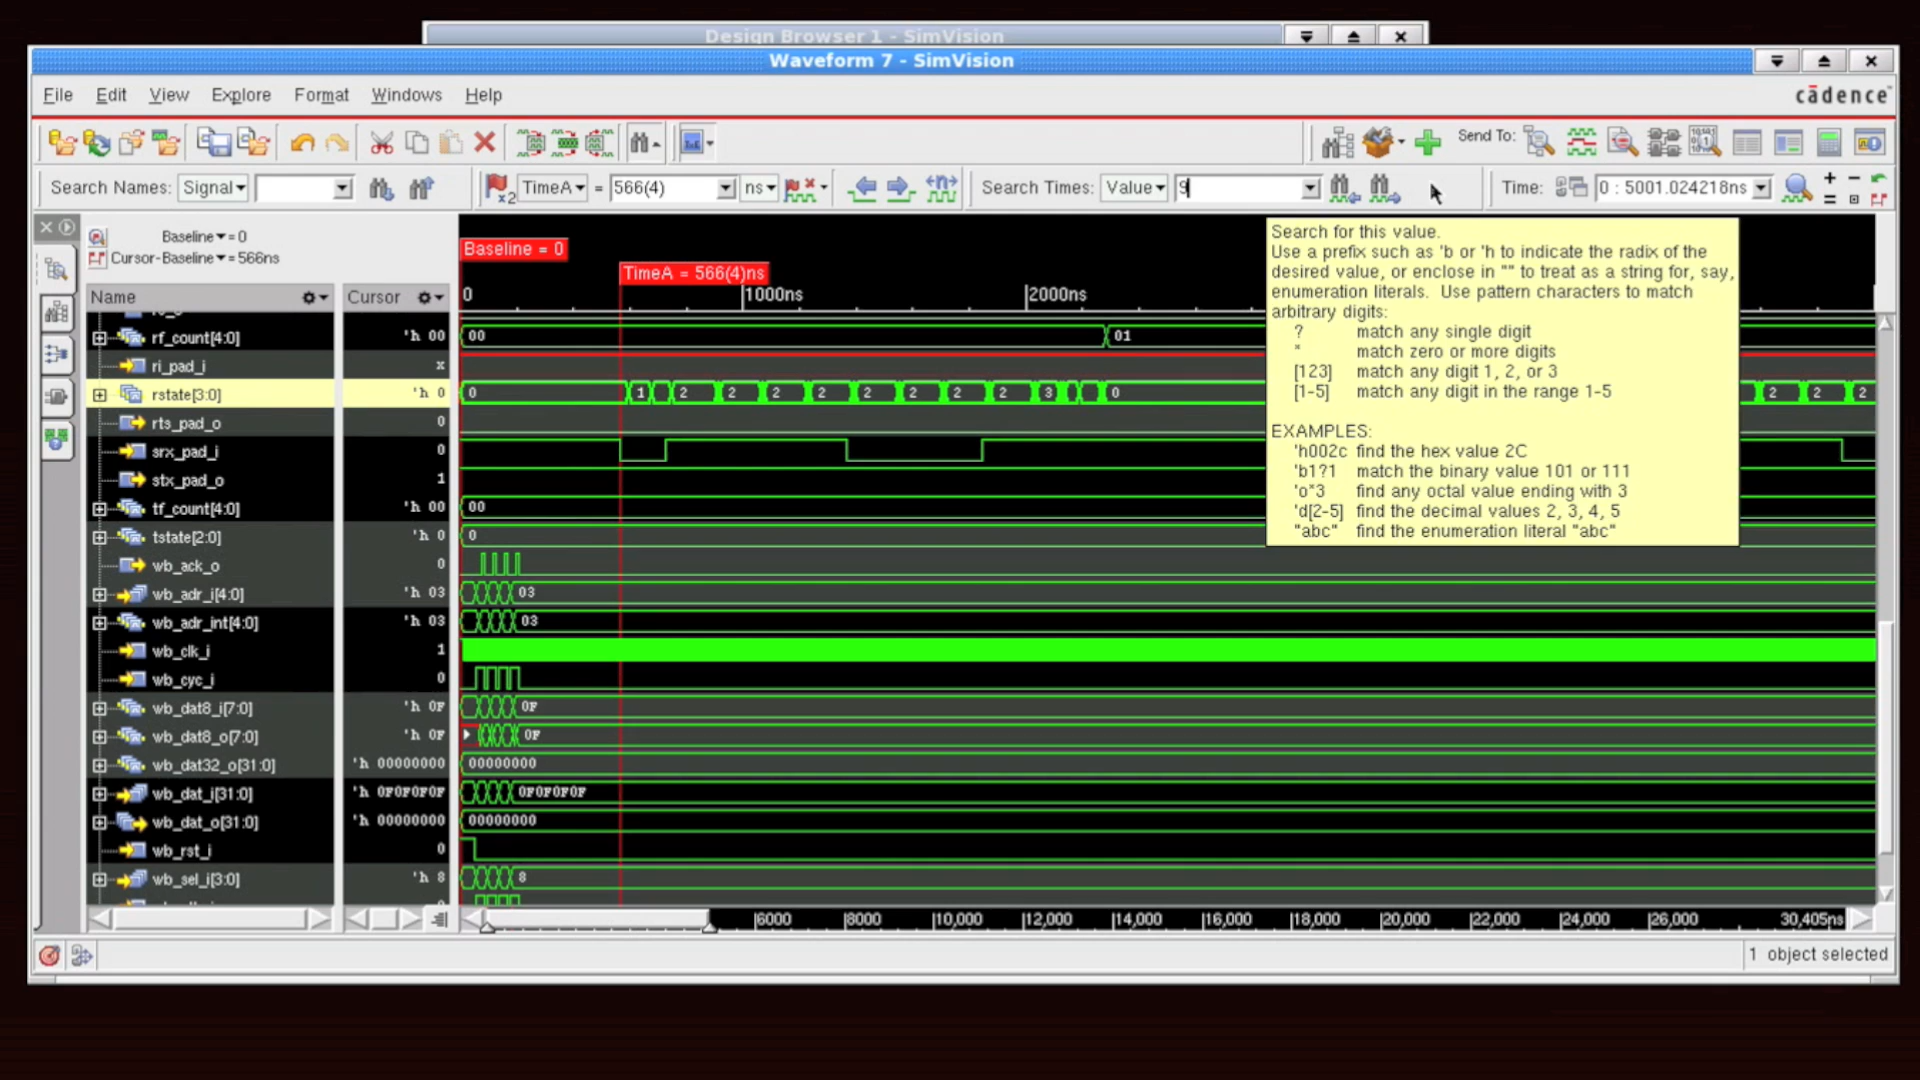 Design Browser 1 - SimVision
Waveform 7 - SimVision
File Edit View Explore Format Windows Help
cādence
Send To:
Search Names: Signal
TimeA = 566(4) ns
Search Times: Value 9
Time: 0 : 5001.024218ns
Baseline = 0
Cursor-Baseline = 566ns
Name Cursor
Baseline = 0
TimeA = 566(4)ns
0 1000ns 2000ns
rf_count[4:0] 'h 00 00 01
ri_pad_i x
rstate[3:0] 'h 0 0 1 2 2 2 2 2 2 2 2 3 0 2 2 2
rts_pad_o 0
srx_pad_i 0
stx_pad_o 1
tf_count[4:0] 'h 00 00
tstate[2:0] 'h 0 0
wb_ack_o 0
wb_adr_i[4:0] 'h 03 03
wb_adr_int[4:0] 'h 03 03
wb_clk_i 1
wb_cyc_i 0
wb_dat8_i[7:0] 'h 0F 0F
wb_dat8_o[7:0] 'h 0F 0F
wb_dat32_o[31:0] 'h 00000000 00000000
wb_dat_i[31:0] 'h 0F0F0F0F 0F0F0F0F
wb_dat_o[31:0] 'h 00000000 00000000
wb_rst_i 0
wb_sel_i[3:0] 'h 8 8
Search for this value.
Use a prefix such as 'b or 'h to indicate the radix of the
desired value, or enclose in "" to treat as a string for, say,
enumeration literals. Use pattern characters to match
arbitrary digits:
? match any single digit
* match zero or more digits
[123] match any digit 1, 2, or 3
[1-5] match any digit in the range 1-5
EXAMPLES:
'h002c find the hex value 2C
'b1?1 match the binary value 101 or 111
'o*3 find any octal value ending with 3
'd[2-5] find the decimal values 2, 3, 4, 5
"abc" find the enumeration literal "abc"
6000 8000 10,000 12,000 14,000 16,000 18,000 20,000 22,000 24,000 26,000 30,405ns
1 object selected